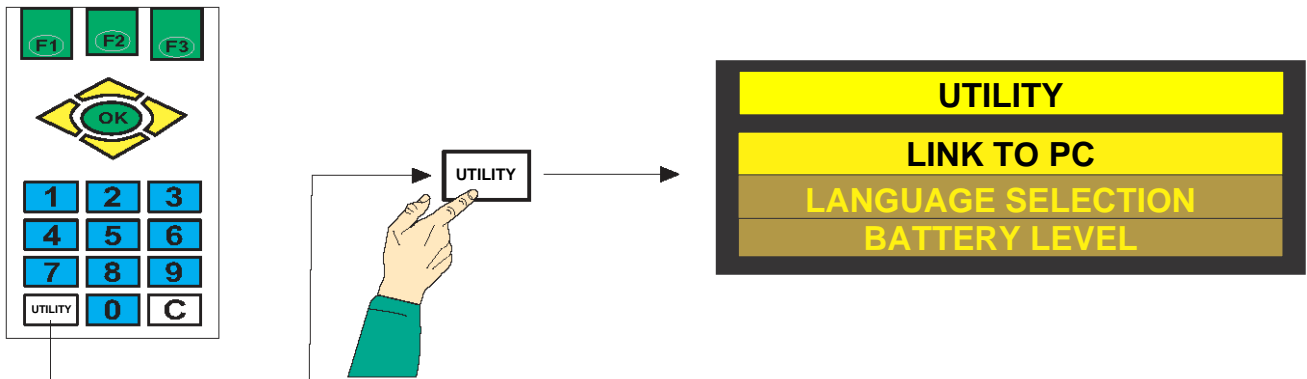 F1 F2 F3
OK
1 2 3
4 5 6
7 8 9
UTILITY 0 C
UTILITY
UTILITY
LINK TO PC
LANGUAGE SELECTION
BATTERY LEVEL